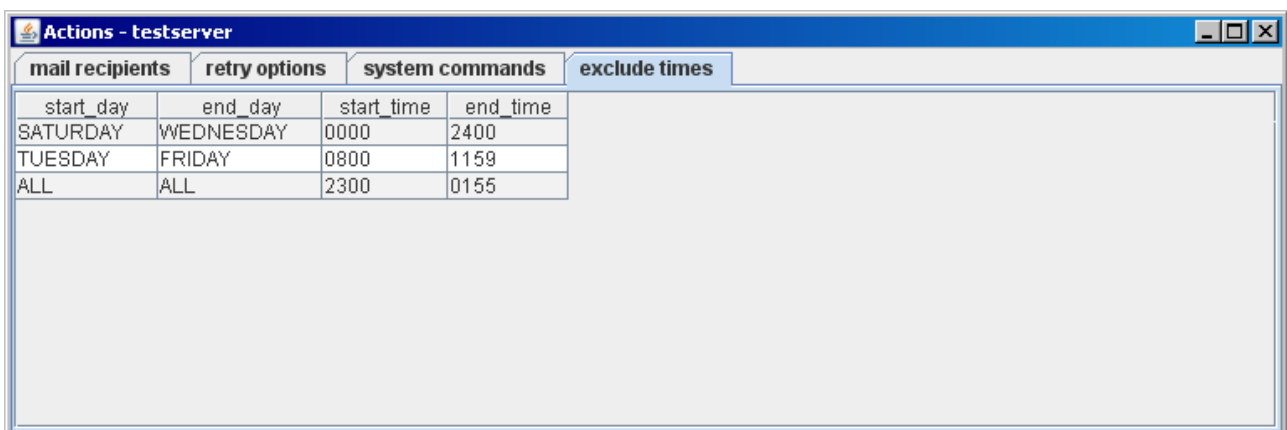 Actions - testserver
mail recipients retry options system commands exclude times
start_day end_day start_time end_time
SATURDAY WEDNESDAY 0000 2400
TUESDAY FRIDAY 0800 1159
ALL ALL 2300 0155